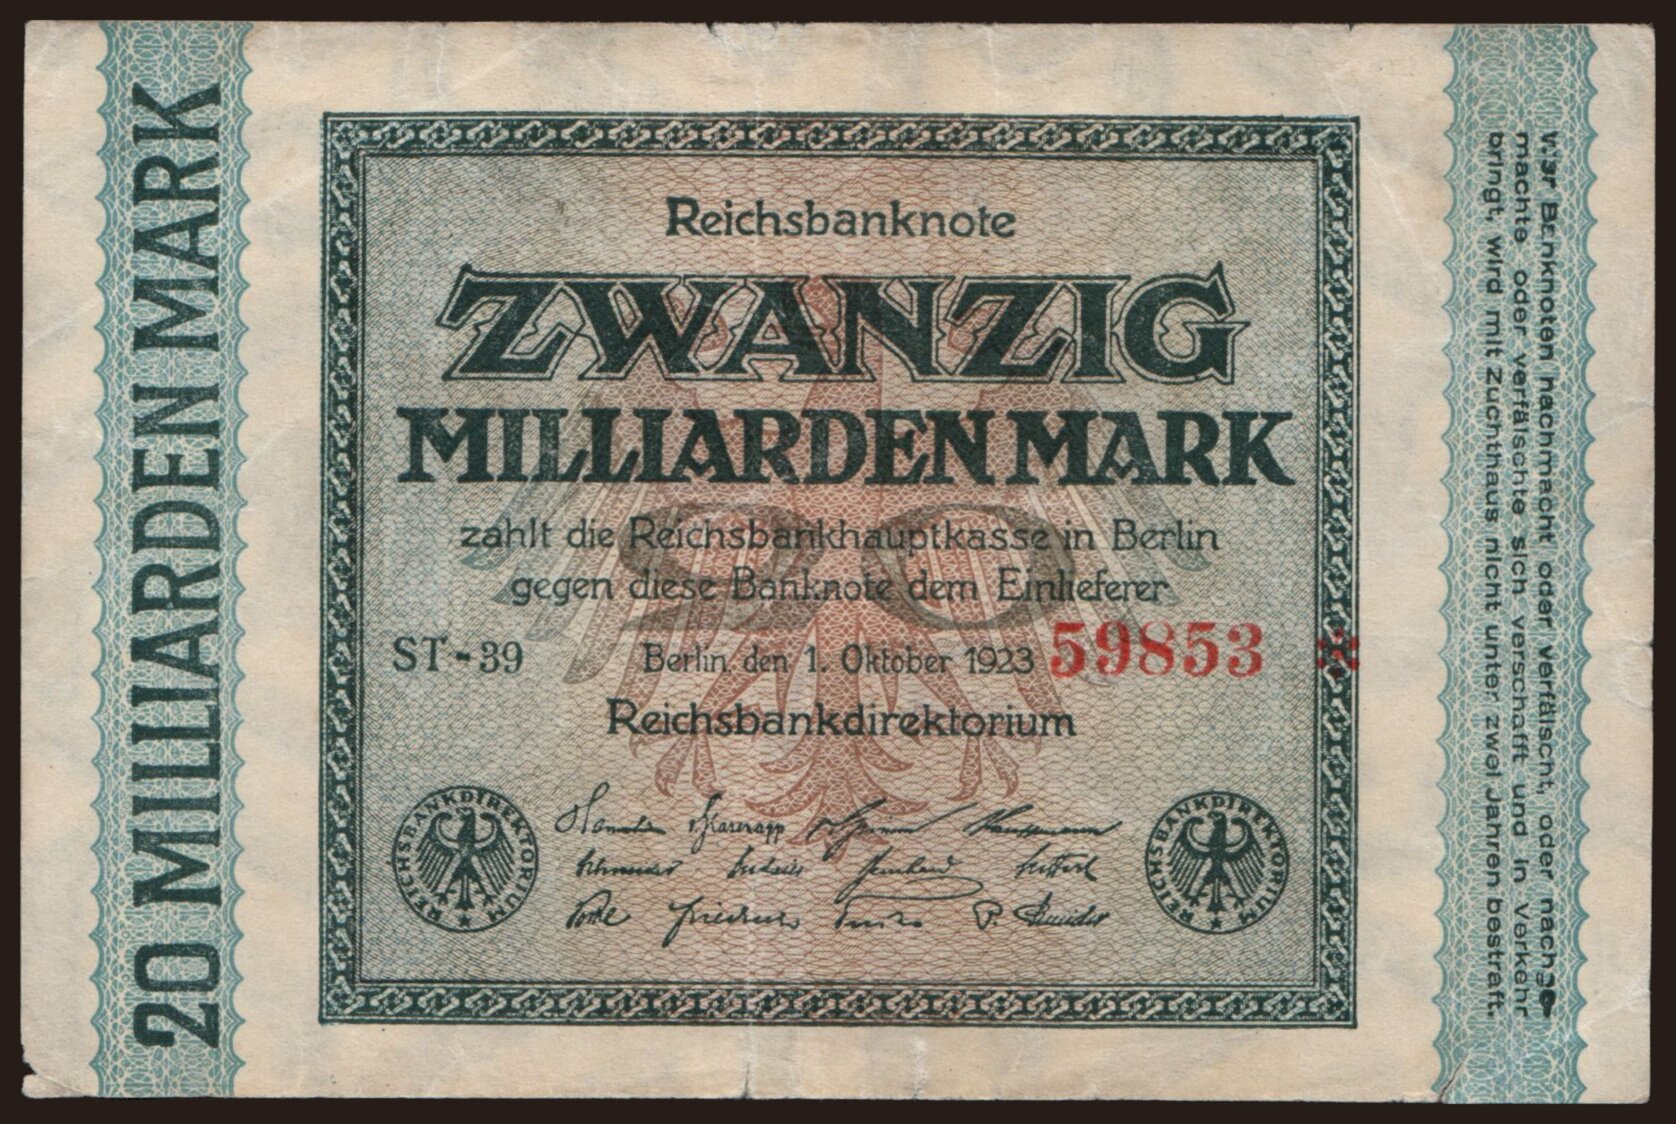 20 MILLIARDEN MARK
Reichsbanknote
ZWANZIG
MILLIARDEN MARK
20
zahlt die Reichsbankhauptkasse in Berlin
gegen diese Banknote dem Einlieferer
ST-39 Berlin, den 1. Oktober 1923 59853 *
Reichsbankdirektorium
REICHSBANKDIREKTORIUM
REICHSBANKDIREKTORIUM
Wer Banknoten nachmacht oder verfälscht, oder nachge-
machte oder verfälschte sich verschafft und in Verkehr
bringt, wird mit Zuchthaus nicht unter zwei Jahren bestraft.